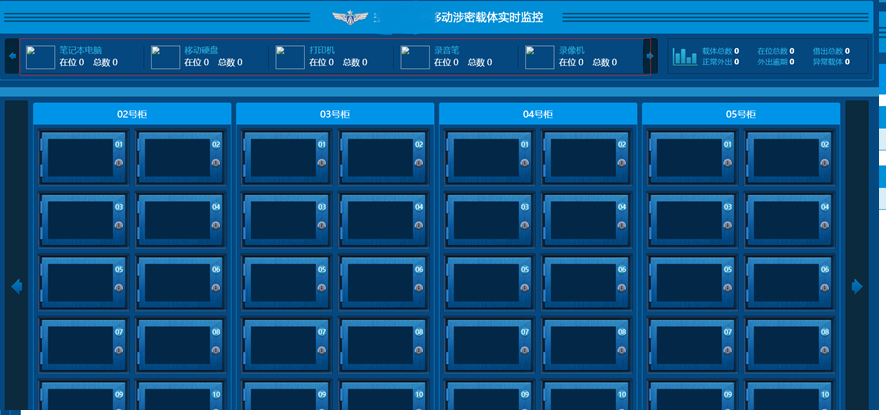 移动涉密载体实时监控
笔记本电脑
在位 0 总数 0
移动硬盘
在位 0 总数 0
打印机
在位 0 总数 0
录音笔
在位 0 总数 0
录像机
在位 0 总数 0
载体总数 0 在位总数 0 借出总数 0
正常外出 0 外出逾期 0 异常载体 0
02号柜 03号柜 04号柜 05号柜
01 02 01 02 01 02 01 02
03 04 03 04 03 04 03 04
05 06 05 06 05 06 05 06
07 08 07 08 07 08 07 08
09 10 09 10 09 10 09 10